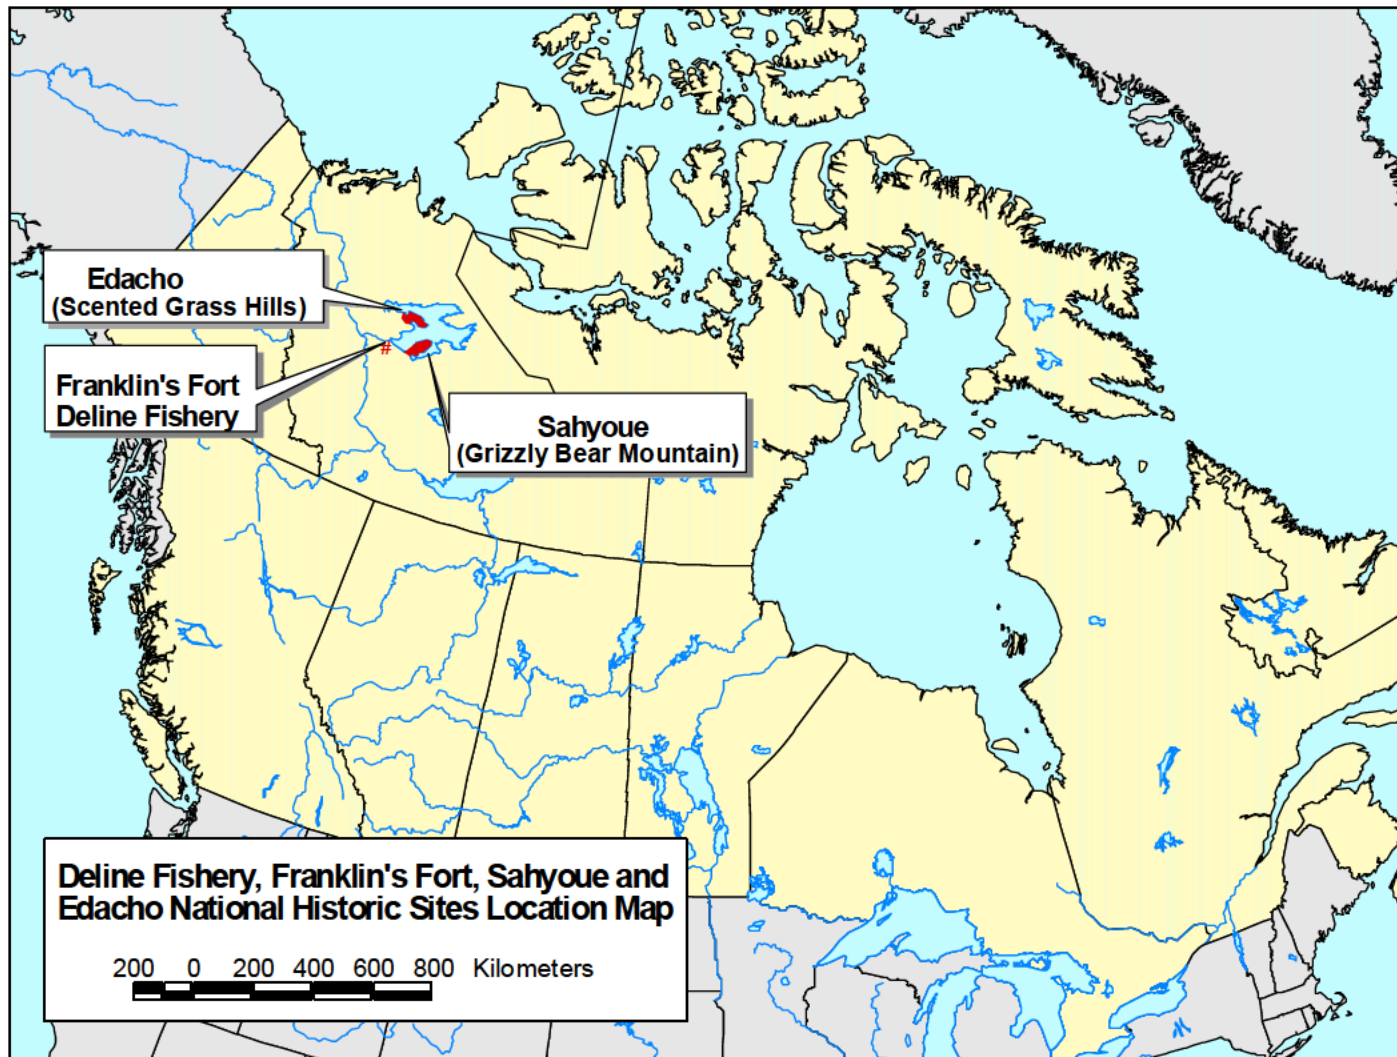 Edacho
(Scented Grass Hills)
Franklin's Fort
Deline Fishery
#
Sahyoue
(Grizzly Bear Mountain)
Deline Fishery, Franklin's Fort, Sahyoue and
Edacho National Historic Sites Location Map
200 0 200 400 600 800 Kilometers